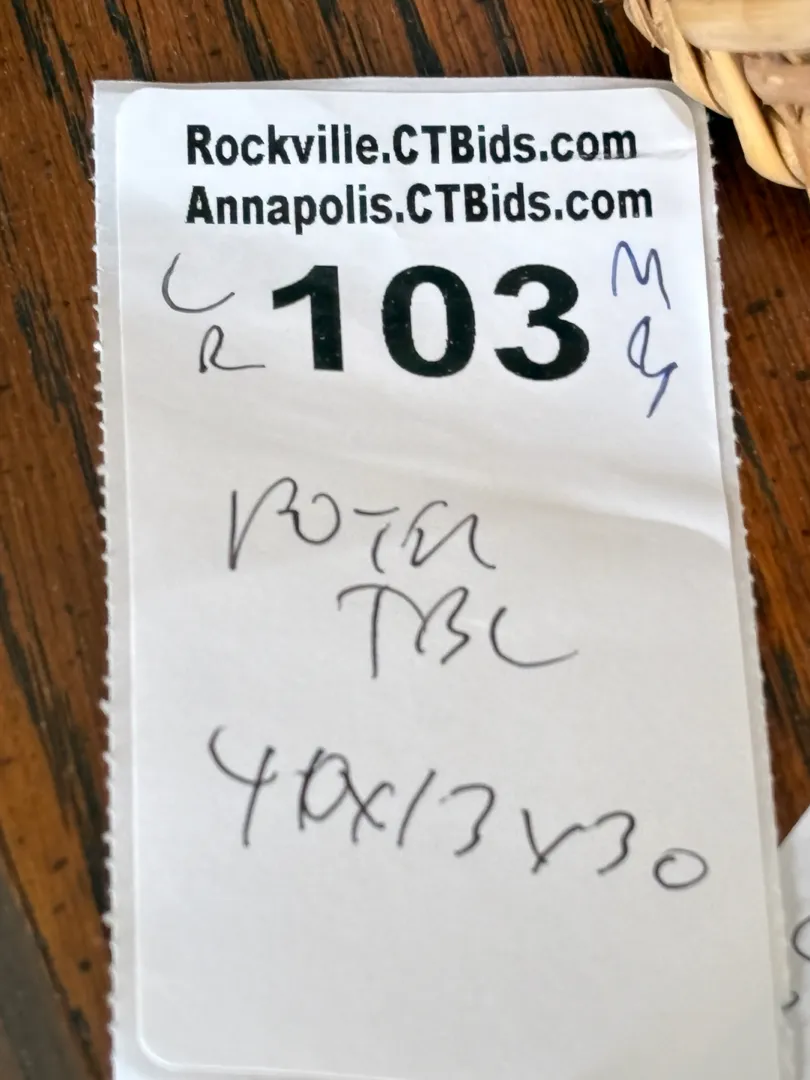 Rockville.CTBids.com
Annapolis.CTBids.com
L 103 M
R
TBL
40x13x30